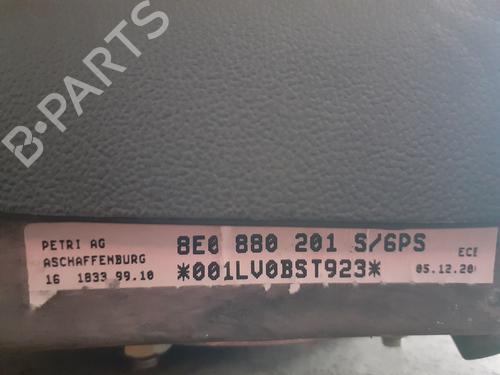 B-PARTS
PETRI AG
ASCHAFFENBURG
16 1833 99.10
8E0 880 201 S/6PS
*001LV0BST923*
ECE
05.12.20